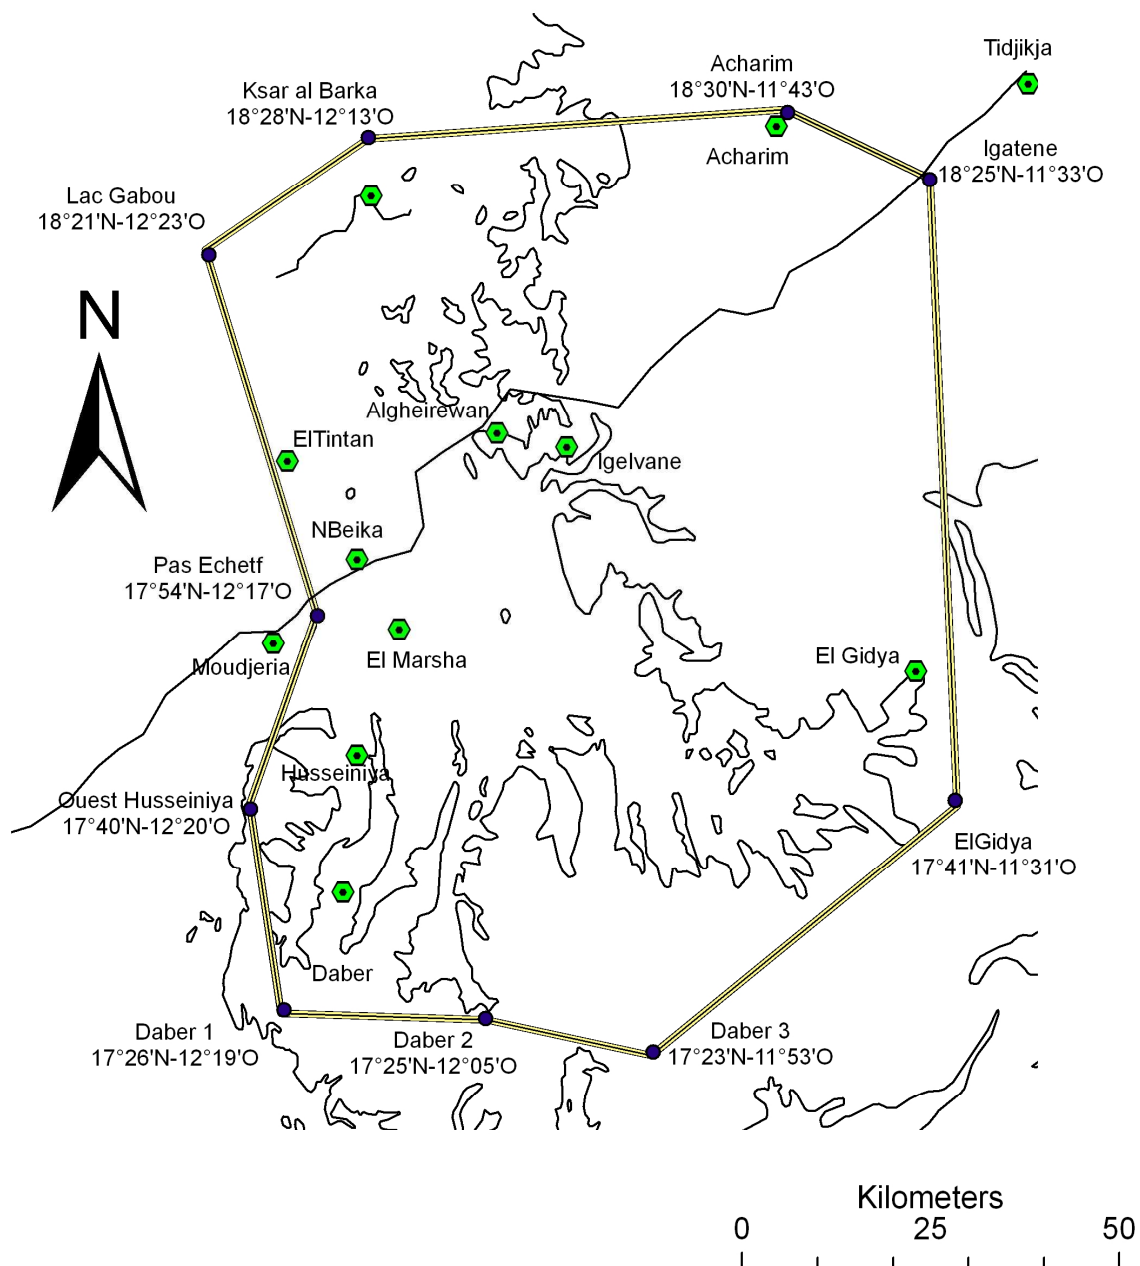 Tidjikja
Acharim
18°30'N-11°43'O
Ksar al Barka
18°28'N-12°13'O
Acharim
Igatene
18°25'N-11°33'O
Lac Gabou
18°21'N-12°23'O
N
Algheirewan
ElTintan
Igelvane
NBeika
Pas Echetf
17°54'N-12°17'O
El Gidya
El Marsha
Moudjeria
Husseiniya
Ouest Husseiniya
17°40'N-12°20'O
ElGidya
17°41'N-11°31'O
Daber
Daber 1
17°26'N-12°19'O
Daber 2
17°25'N-12°05'O
Daber 3
17°23'N-11°53'O
Kilometers
0 25 50